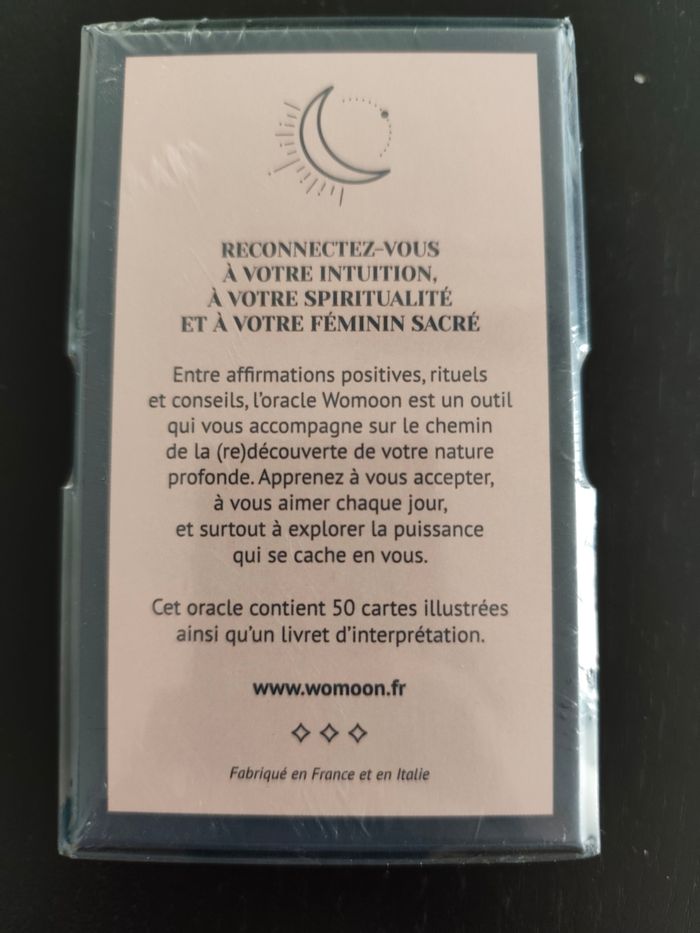 RECONNECTEZ-VOUS
À VOTRE INTUITION,
À VOTRE SPIRITUALITÉ
ET À VOTRE FÉMININ SACRÉ
Entre affirmations positives, rituels
et conseils, l'oracle Womoon est un outil
qui vous accompagne sur le chemin
de la (re)découverte de votre nature
profonde. Apprenez à vous accepter,
à vous aimer chaque jour,
et surtout à explorer la puissance
qui se cache en vous.
Cet oracle contient 50 cartes illustrées
ainsi qu'un livret d'interprétation.
www.womoon.fr
Fabriqué en France et en Italie